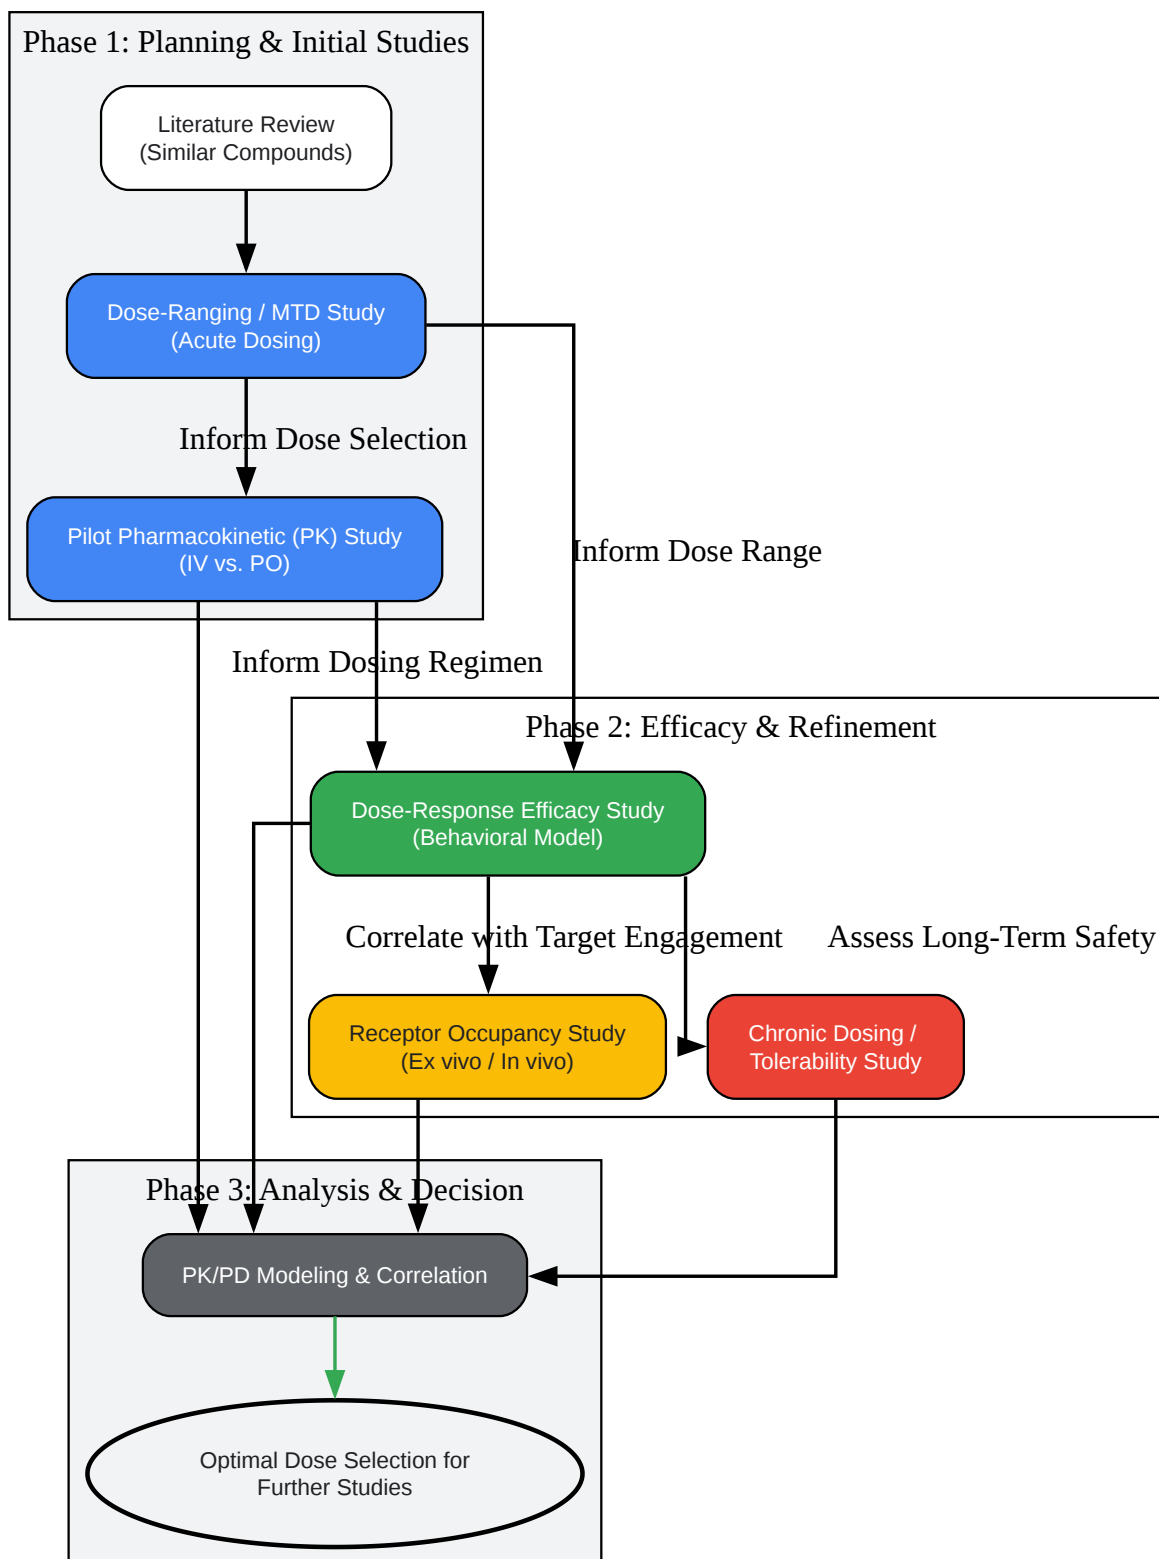 Phase 1: Planning & Initial Studies
Literature Review
(Similar Compounds)
Dose-Ranging / MTD Study
(Acute Dosing)
Inform Dose Selection
Pilot Pharmacokinetic (PK) Study
(IV vs. PO)
Inform Dose Range
Inform Dosing Regimen
Phase 2: Efficacy & Refinement
Dose-Response Efficacy Study
(Behavioral Model)
Correlate with Target Engagement
Assess Long-Term Safety
Receptor Occupancy Study
(Ex vivo / In vivo)
Chronic Dosing /
Tolerability Study
Phase 3: Analysis & Decision
PK/PD Modeling & Correlation
Optimal Dose Selection for
Further Studies